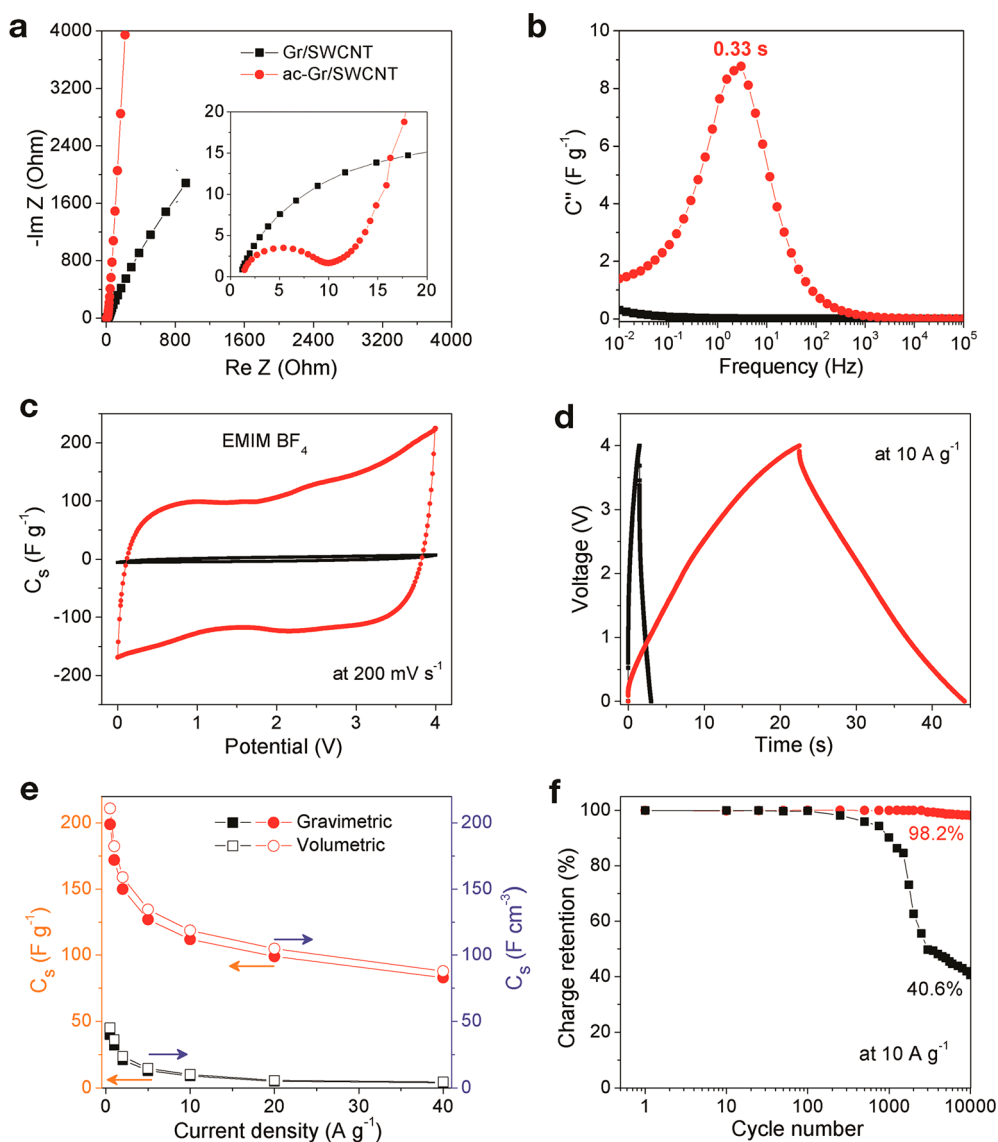 a
4000
3200
2400
1600
800
0
-Im Z (Ohm)
Gr/SWCNT
ac-Gr/SWCNT
20
15
10
5
0
0 5 10 15 20
0 800 1600 2400 3200 4000
Re Z (Ohm)
b
0.33 s
10
8
6
4
2
0
C" (F g⁻¹)
10⁻² 10⁻¹ 10⁰ 10¹ 10² 10³ 10⁴ 10⁵
Frequency (Hz)
c
EMIM BF₄
200
100
0
-100
-200
Cₛ (F g⁻¹)
at 200 mV s⁻¹
0 1 2 3 4
Potential (V)
d
at 10 A g⁻¹
5
4
3
2
1
0
Voltage (V)
0 10 20 30 40
Time (s)
e
Gravimetric
Volumetric
200
150
100
50
0
Cₛ (F g⁻¹)
200
150
100
50
0
Cₛ (F cm⁻³)
0 10 20 30 40
Current density (A g⁻¹)
f
100
80
60
40
20
0
Charge retention (%)
98.2%
40.6%
at 10 A g⁻¹
1 10 100 1000 10000
Cycle number